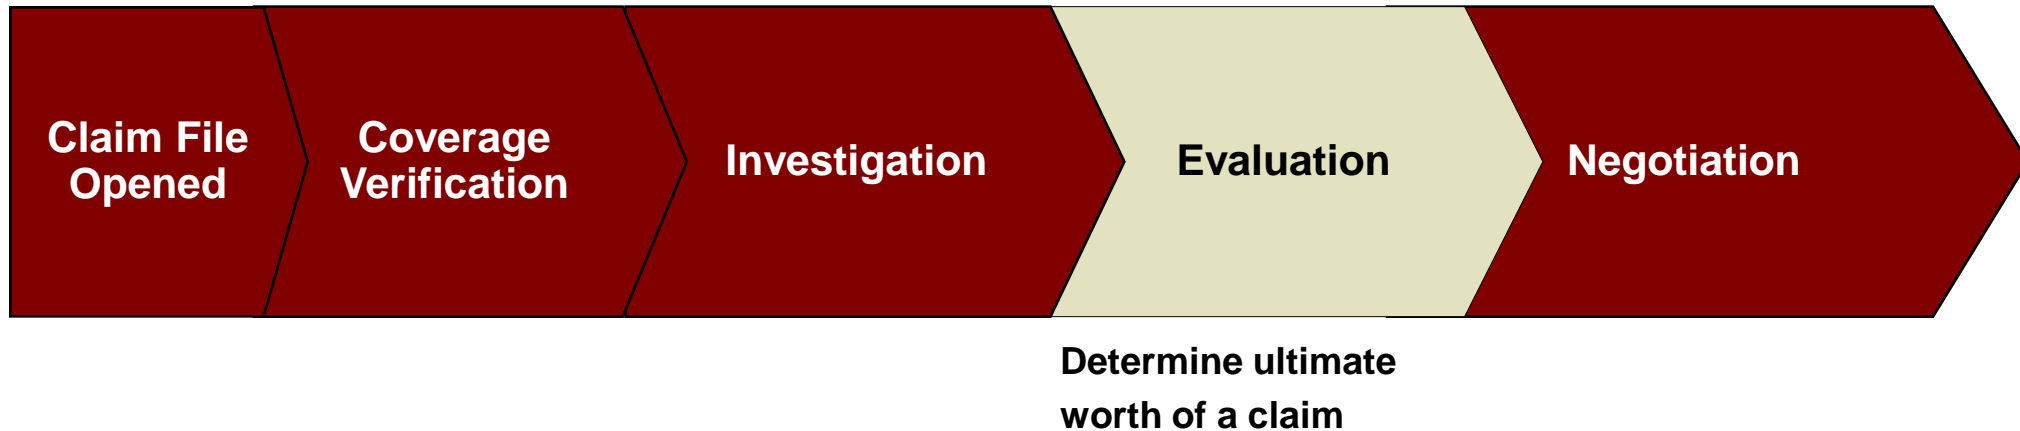 Claim File
Opened
Coverage
Verification
Investigation
Evaluation
Negotiation
Determine ultimate
worth of a claim